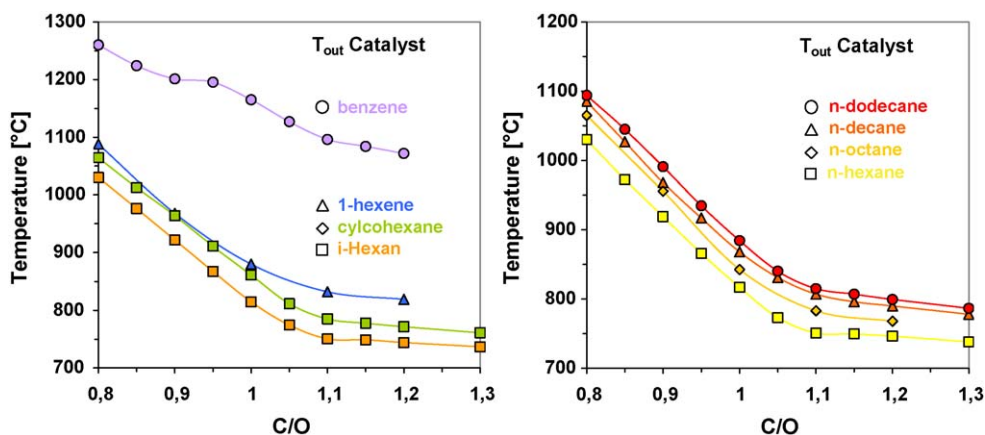 1300
1200
1100
1000
900
800
700
Temperature [°C]
T_out Catalyst
benzene
1-hexene
cylcohexane
i-Hexan
0,8 0,9 1 1,1 1,2 1,3
C/O
1200
1100
1000
900
800
700
Temperature [°C]
T_out Catalyst
n-dodecane
n-decane
n-octane
n-hexane
0,8 0,9 1 1,1 1,2 1,3
C/O